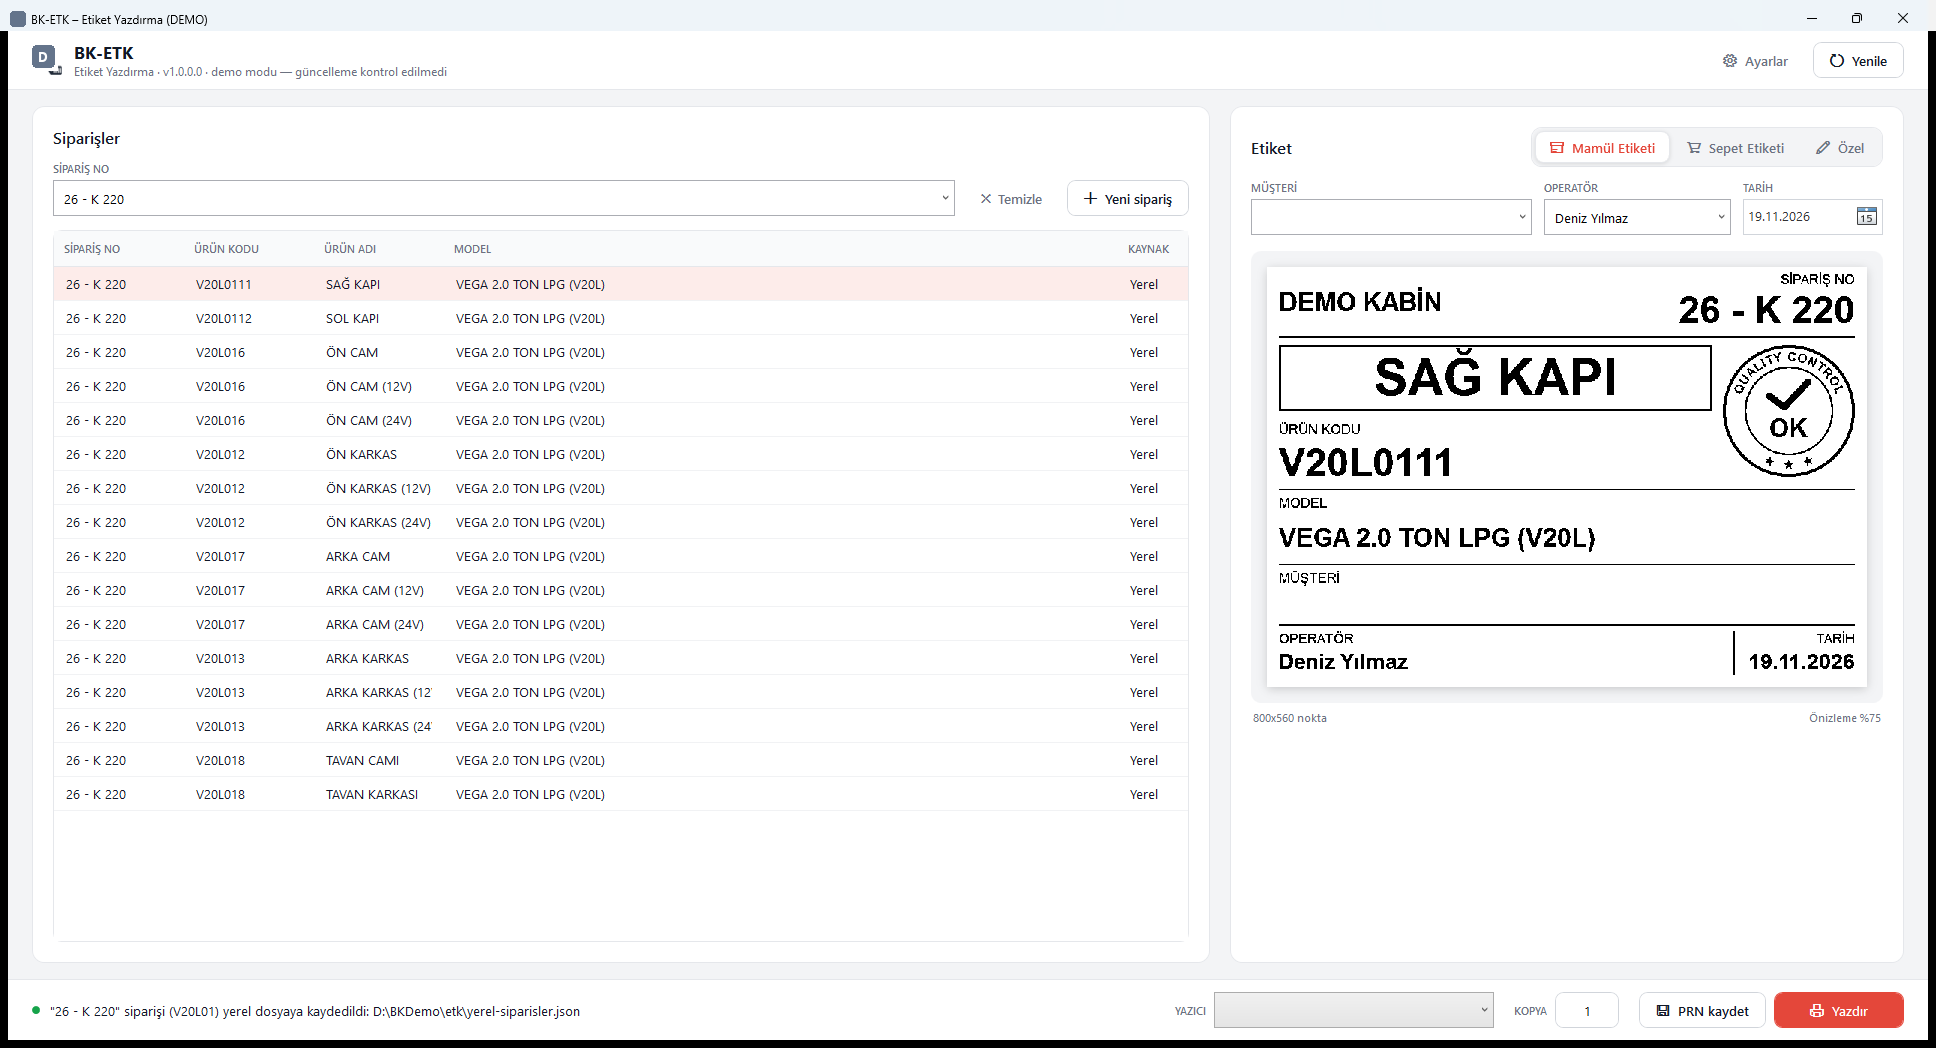 BK-ETK – Etiket Yazdırma (DEMO)
D
BK-ETK
Etiket Yazdırma · v1.0.0.0 · demo modu — güncelleme kontrol edilmedi
Ayarlar
Yenile
Siparişler
SİPARİŞ NO
26 - K 220
Temizle
Yeni sipariş
SİPARİŞ NO ÜRÜN KODU ÜRÜN ADI MODEL KAYNAK
26 - K 220 V20L0111 SAĞ KAPI VEGA 2.0 TON LPG (V20L) Yerel
26 - K 220 V20L0112 SOL KAPI VEGA 2.0 TON LPG (V20L) Yerel
26 - K 220 V20L016 ÖN CAM VEGA 2.0 TON LPG (V20L) Yerel
26 - K 220 V20L016 ÖN CAM (12V) VEGA 2.0 TON LPG (V20L) Yerel
26 - K 220 V20L016 ÖN CAM (24V) VEGA 2.0 TON LPG (V20L) Yerel
26 - K 220 V20L012 ÖN KARKAS VEGA 2.0 TON LPG (V20L) Yerel
26 - K 220 V20L012 ÖN KARKAS (12V) VEGA 2.0 TON LPG (V20L) Yerel
26 - K 220 V20L012 ÖN KARKAS (24V) VEGA 2.0 TON LPG (V20L) Yerel
26 - K 220 V20L017 ARKA CAM VEGA 2.0 TON LPG (V20L) Yerel
26 - K 220 V20L017 ARKA CAM (12V) VEGA 2.0 TON LPG (V20L) Yerel
26 - K 220 V20L017 ARKA CAM (24V) VEGA 2.0 TON LPG (V20L) Yerel
26 - K 220 V20L013 ARKA KARKAS VEGA 2.0 TON LPG (V20L) Yerel
26 - K 220 V20L013 ARKA KARKAS (12 VEGA 2.0 TON LPG (V20L) Yerel
26 - K 220 V20L013 ARKA KARKAS (24 VEGA 2.0 TON LPG (V20L) Yerel
26 - K 220 V20L018 TAVAN CAMI VEGA 2.0 TON LPG (V20L) Yerel
26 - K 220 V20L018 TAVAN KARKASI VEGA 2.0 TON LPG (V20L) Yerel
Etiket
Mamül Etiketi
Sepet Etiketi
Özel
MÜŞTERİ OPERATÖR TARİH
Deniz Yılmaz 19.11.2026 15
SİPARİŞ NO
DEMO KABİN 26 - K 220
SAĞ KAPI
QUALITY CONTROL
OK
ÜRÜN KODU
V20L0111
MODEL
VEGA 2.0 TON LPG (V20L)
MÜŞTERİ
OPERATÖR TARİH
Deniz Yılmaz 19.11.2026
800x560 nokta Önizleme %75
"26 - K 220" siparişi (V20L01) yerel dosyaya kaydedildi: D:\BKDemo\etk\yerel-siparisler.json
YAZICI
KOPYA 1
PRN kaydet
Yazdır